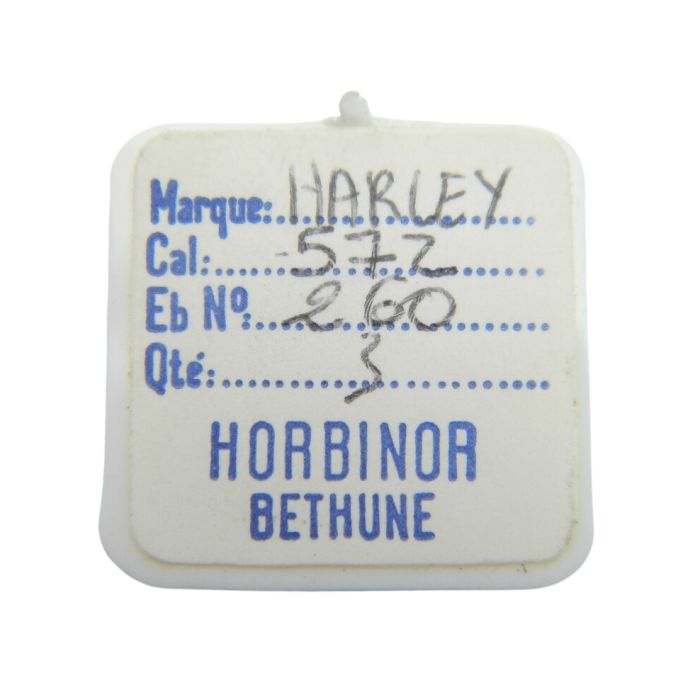 Marque: HARLEY
Cal: 572
Eb Nº: 260
Qté: 3
HORBINOR
BETHUNE